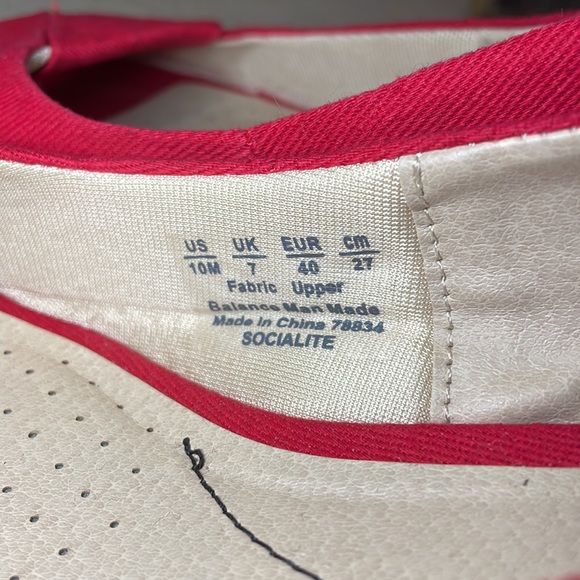 US UK EUR cm
10M 7 40 27
Fabric Upper
Balance Man Made
Made in China 78834
SOCIALITE